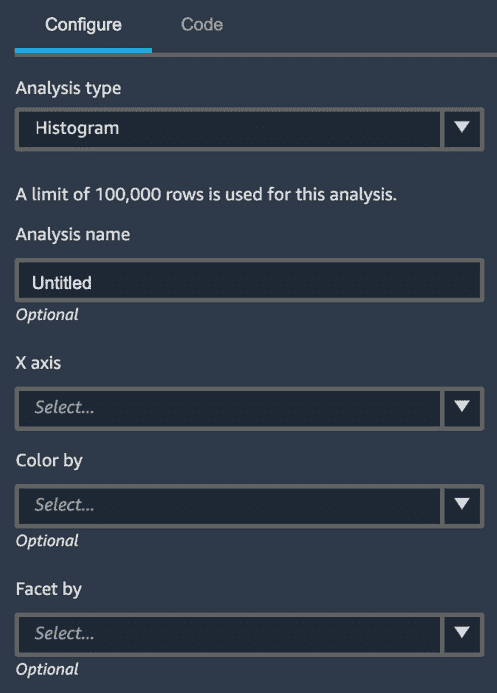 Configure Code
Analysis type
Histogram
A limit of 100,000 rows is used for this analysis.
Analysis name
Untitled
Optional
X axis
Select...
Color by
Select...
Optional
Facet by
Select...
Optional